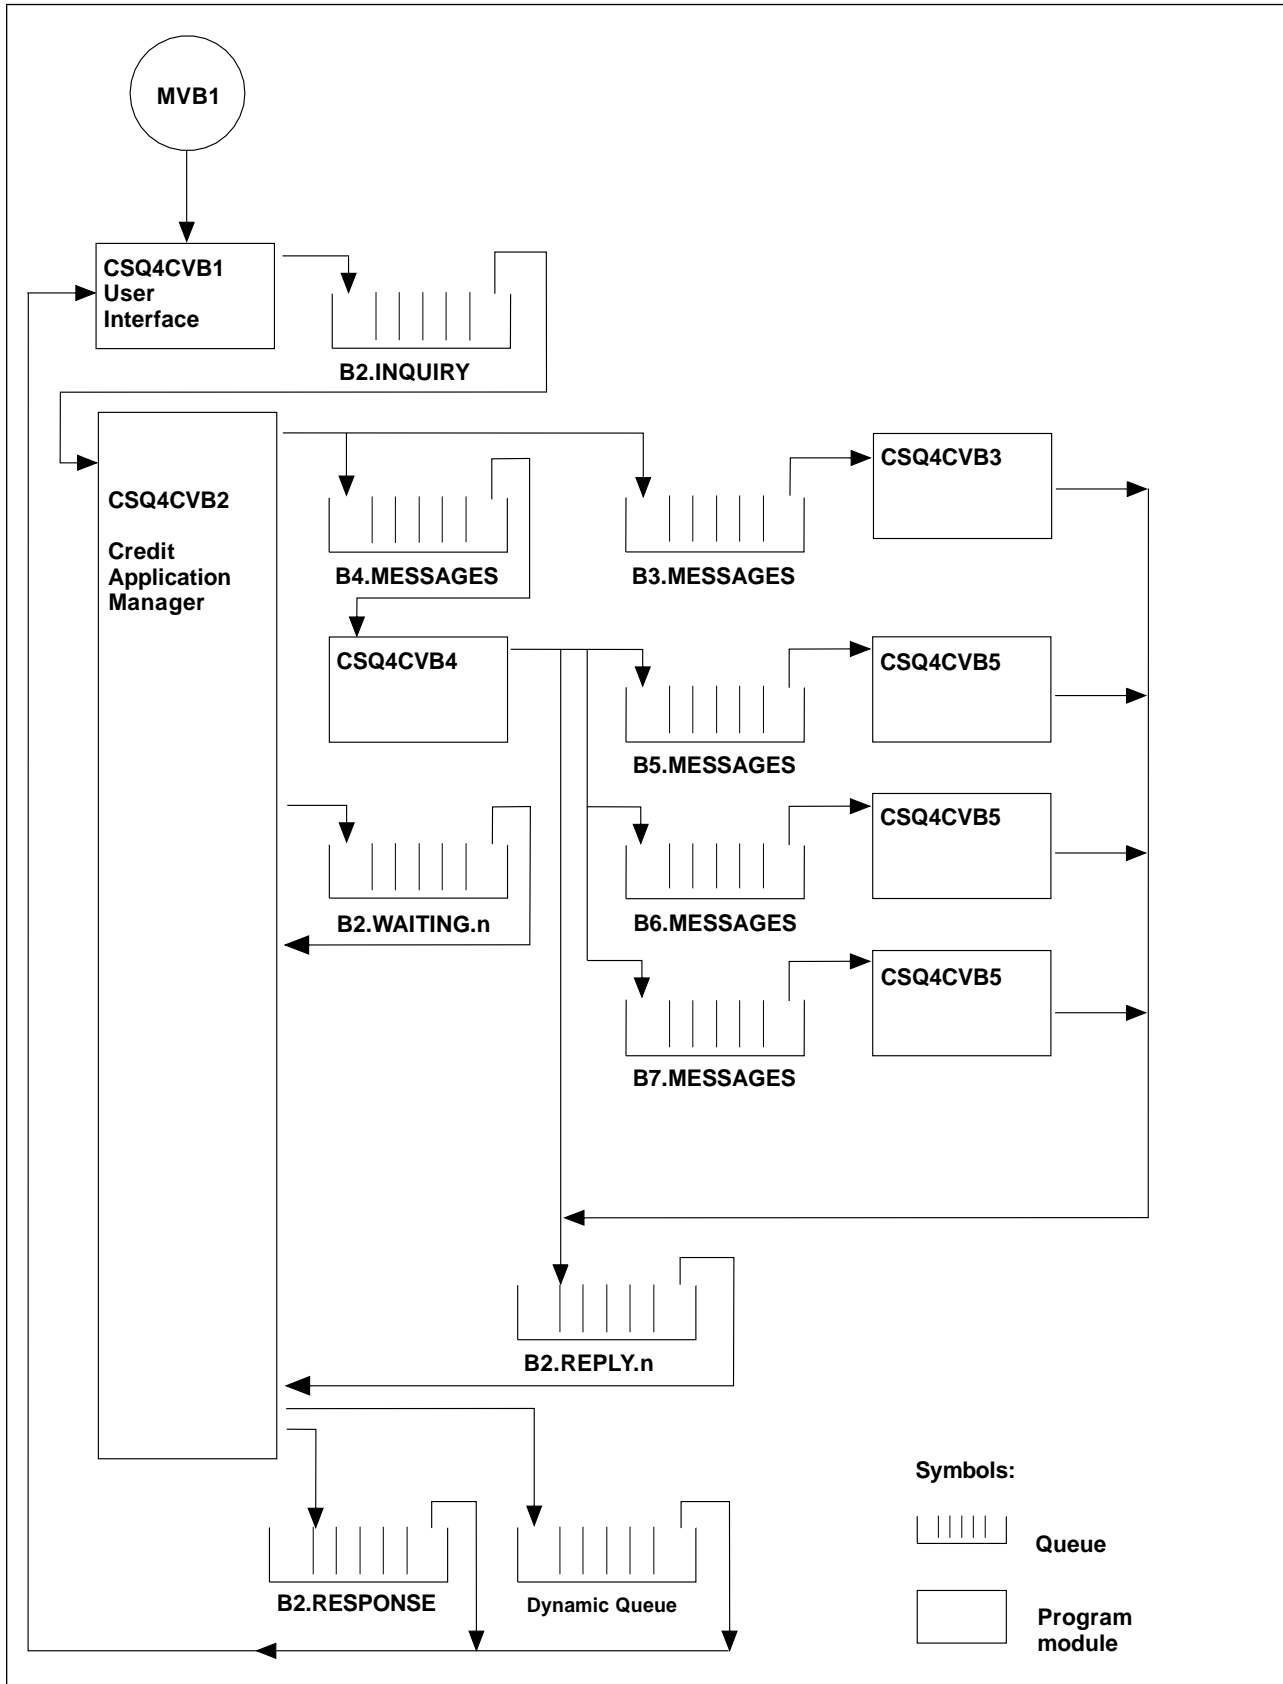 MVB1
CSQ4CVB1
User
Interface
B2.INQUIRY
CSQ4CVB2
Credit
Application
Manager
B4.MESSAGES
B3.MESSAGES
CSQ4CVB3
CSQ4CVB4
B5.MESSAGES
CSQ4CVB5
B2.WAITING.n
B6.MESSAGES
CSQ4CVB5
B7.MESSAGES
CSQ4CVB5
B2.REPLY.n
B2.RESPONSE
Dynamic Queue
Symbols:
Queue
Program
module